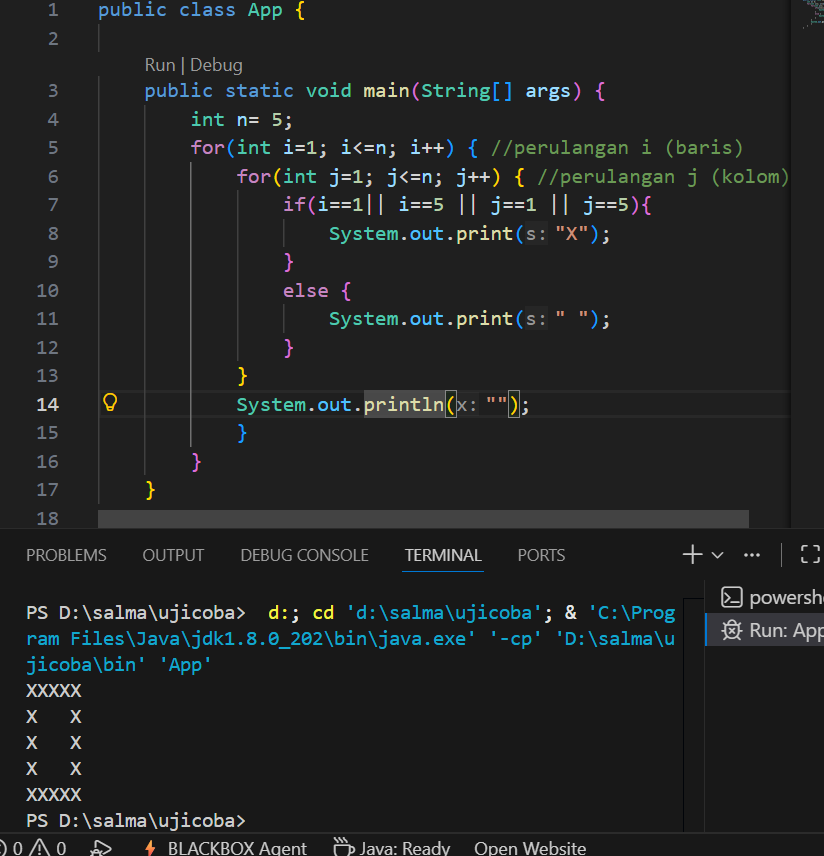 1 public class App {
2
Run | Debug
3 public static void main(String[] args) {
4 int n= 5;
5 for(int i=1; i<=n; i++) { //perulangan i (baris)
6 for(int j=1; j<=n; j++) { //perulangan j (kolom)
7 if(i==1|| i==5 || j==1 || j==5){
8 System.out.print(s: "X");
9 }
10 else {
11 System.out.print(s: " ");
12 }
13 }
14 System.out.println(x: "");
15 }
16 }
17 }
18
PROBLEMS OUTPUT DEBUG CONSOLE TERMINAL PORTS
PS D:\salma\ujicoba> d:; cd 'd:\salma\ujicoba'; & 'C:\Prog
ram Files\Java\jdk1.8.0_202\bin\java.exe' '-cp' 'D:\salma\u
jicoba\bin' 'App'
XXXXX
X   X
X   X
X   X
XXXXX
PS D:\salma\ujicoba>
powershe
Run: App
0 0 BLACKBOX Agent Java: Ready Open Website